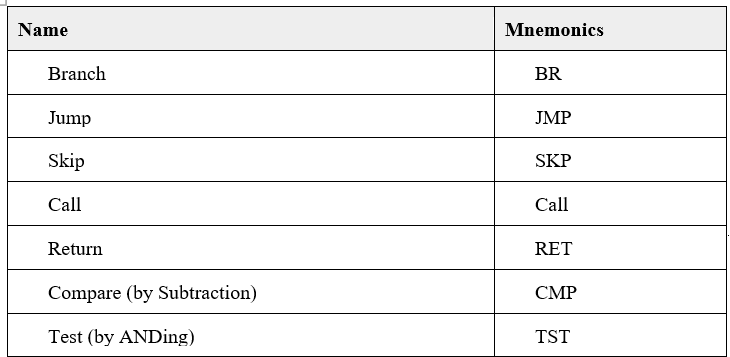 Name Mnemonics
Branch BR
Jump JMP
Skip SKP
Call Call
Return RET
Compare (by Subtraction) CMP
Test (by ANDing) TST